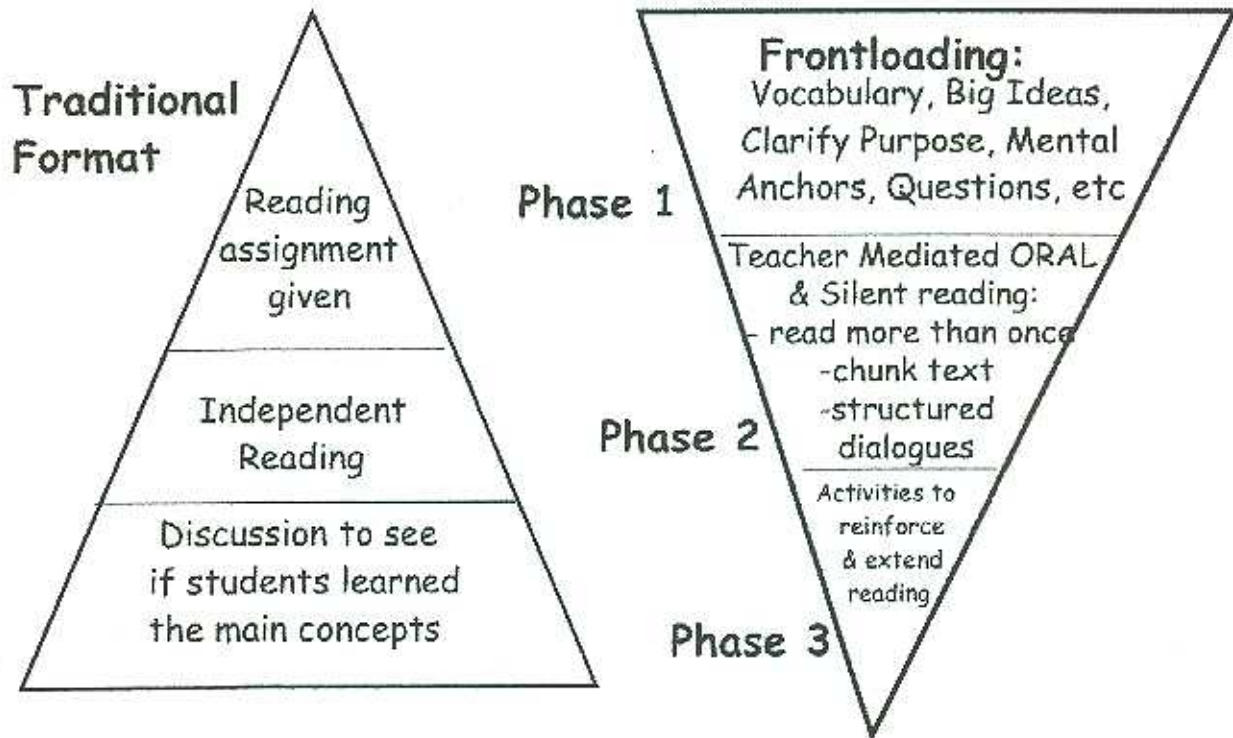 Traditional
Format
Reading
assignment
given
Independent
Reading
Discussion to see
if students learned
the main concepts
Frontloading:
Vocabulary, Big Ideas,
Clarify Purpose, Mental
Anchors, Questions, etc
Phase 1
Teacher Mediated ORAL
& Silent reading:
- read more than once
-chunk text
-structured
dialogues
Phase 2
Activities to
reinforce
& extend
reading
Phase 3